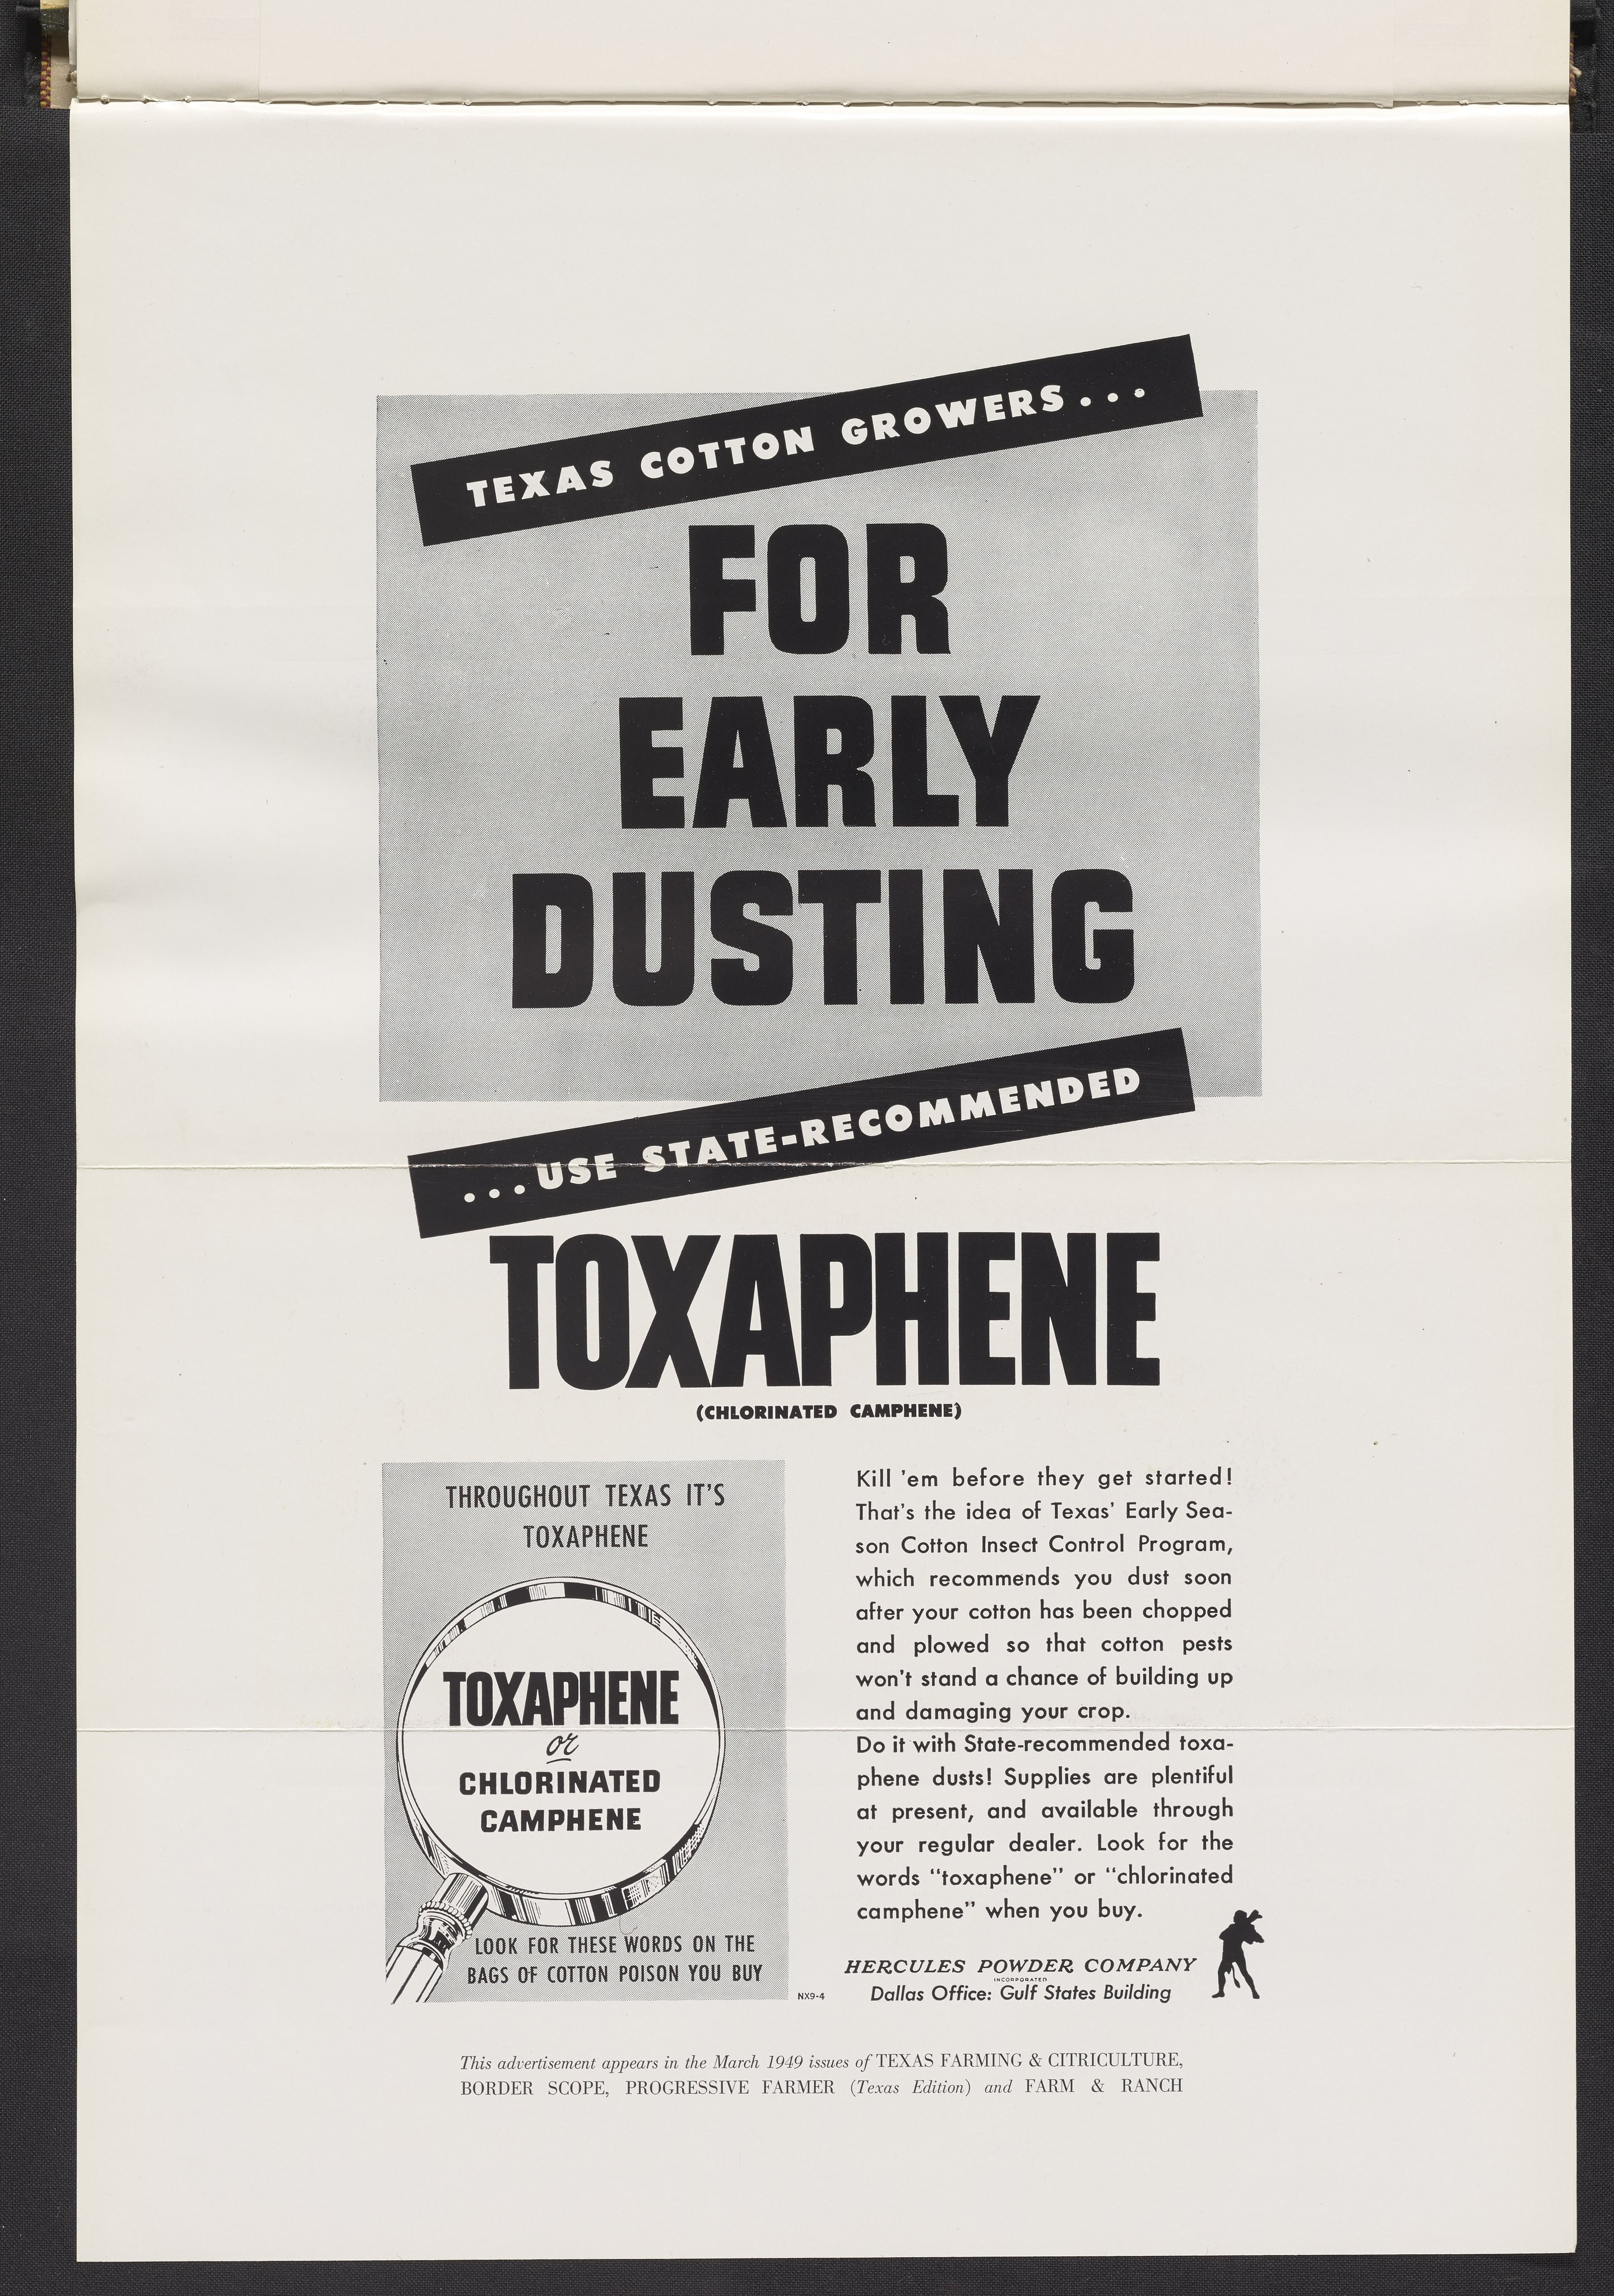 TEXAS COTTON GROWERS...
FOR
EARLY
DUSTING
...USE STATE-RECOMMENDED
TOXAPHENE
(CHLORINATED CAMPHENE)
THROUGHOUT TEXAS IT'S
TOXAPHENE
TOXAPHENE
or
CHLORINATED
CAMPHENE
LOOK FOR THESE WORDS ON THE
BAGS OF COTTON POISON YOU BUY
Kill 'em before they get started!
That's the idea of Texas' Early Sea-
son Cotton Insect Control Program,
which recommends you dust soon
after your cotton has been chopped
and plowed so that cotton pests
won't stand a chance of building up
and damaging your crop.
Do it with State-recommended toxa-
phene dusts! Supplies are plentiful
at present, and available through
your regular dealer. Look for the
words "toxaphene" or "chlorinated
camphene" when you buy.
HERCULES POWDER COMPANY
INCORPORATED
Dallas Office: Gulf States Building
NX9-4
This advertisement appears in the March 1949 issues of TEXAS FARMING & CITRICULTURE,
BORDER SCOPE, PROGRESSIVE FARMER (Texas Edition) and FARM & RANCH